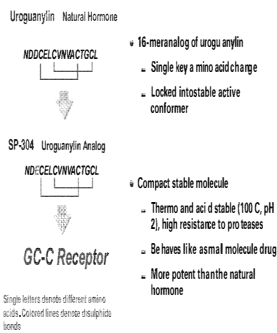 Uroguanylin Natural Hormone
NDDCELCVNVACTGCL
SP-304 Uroguanylin Analog
NDECELCVNVACTGCL
GC-C Receptor
Single letters denote different amino
acids. Colored lines denote disulphide
bonds
16-meranalog of urogu anylin
Single key a mino acid charge
Locked intostable active
conformer
Compact stable molecule
Thermo and aci d stable (100 C, pH
2), high resistance to pro teases
Be haves like asmal molecule drug
More potent thanthe natural
hormone